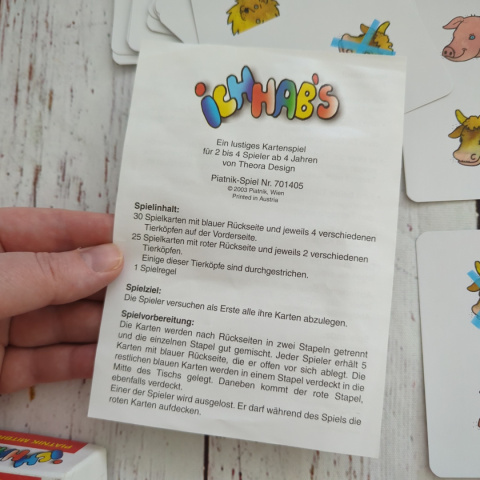 ICH HAB'S
Ein lustiges Kartenspiel
für 2 bis 4 Spieler ab 4 Jahren
von Theora Design
Piatnik-Spiel Nr. 701405
© 2003 Piatnik, Wien
Printed in Austria
Spielinhalt:
30 Spielkarten mit blauer Rückseite und jeweils 4 verschiedenen
Tierköpfen auf der Vorderseite.
25 Spielkarten mit roter Rückseite und jeweils 2 verschiedenen
Tierköpfen.
Einige dieser Tierköpfe sind durchgestrichen.
1 Spielregel
Spielziel:
Die Spieler versuchen als Erste alle ihre Karten abzulegen.
Spielvorbereitung:
Die Karten werden nach Rückseiten in zwei Stapeln getrennt
und die einzelnen Stapel gut gemischt. Jeder Spieler erhält 5
Karten mit blauer Rückseite, die er offen vor sich ablegt. Die
restlichen blauen Karten werden in einem Stapel verdeckt in die
Mitte des Tischs gelegt. Daneben kommt der rote Stapel,
ebenfalls verdeckt.
Einer der Spieler wird ausgelost. Er darf während des Spiels die
roten Karten aufdecken.